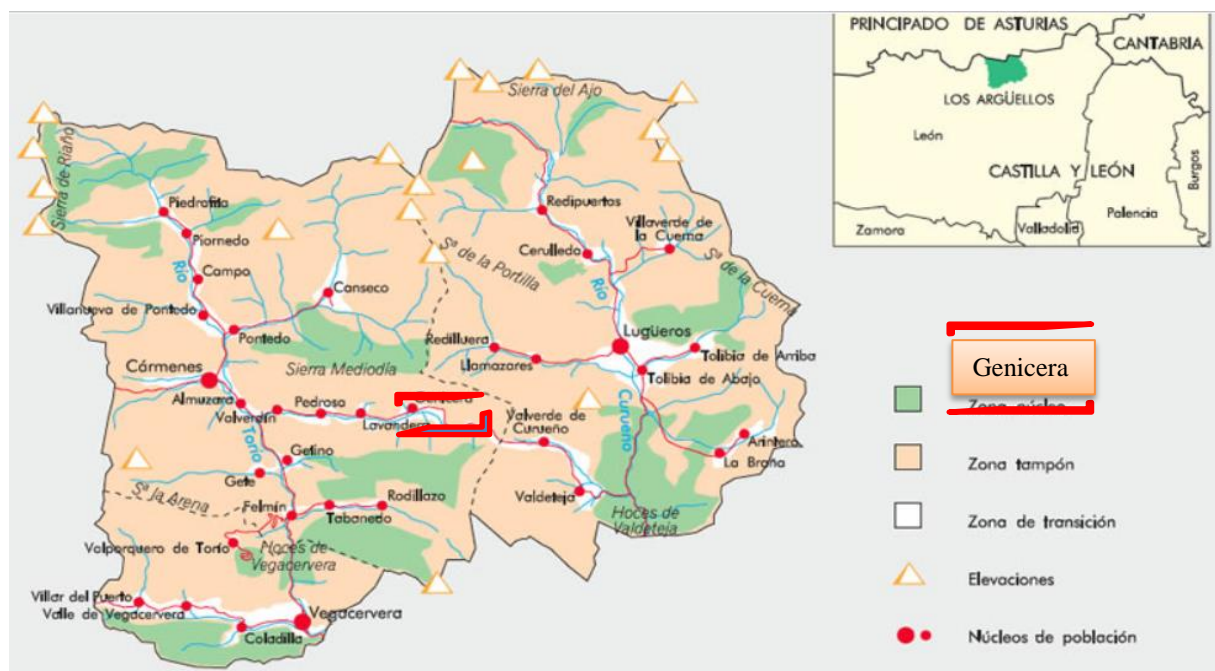 PRINCIPADO DE ASTURIAS
CANTABRIA
LOS ARGÜELLOS
León
CASTILLA Y LEÓN
Burgos
Palencia
Zamora
Valladolid
Sierra del Ajo
Sierra de Riaño
Piedrafita
Piornedo
Río
Campo
Canseco
Villanueva de Pontedo
Pontedo
Redipuertos
Villaverde de
la Cuerna
Cerulleda
Sª de la Portilla
Río
Sª de la Cuerna
Lugüeros
Redilluera
Llamazares
Tolibia de Arriba
Tolibia de Abajo
Sierra Mediodía
Cármenes
Almuzara
Valverdín
Pedrosa
Lavandera
Genicera
Valverde de
Curueño
Curueño
Torío
Getino
Gete
Arintero
La Braña
Valdeteja
Hoces de
Valdeteja
Sª la Arena
Felmín
Rodillazo
Tabanedo
Valporquero de Torío
Hoces de
Vegacervera
Villar del Puerto
Valle de Vegacervera
Vegacervera
Coladilla
Genicera
Zona núcleo
Zona tampón
Zona de transición
Elevaciones
Núcleos de población